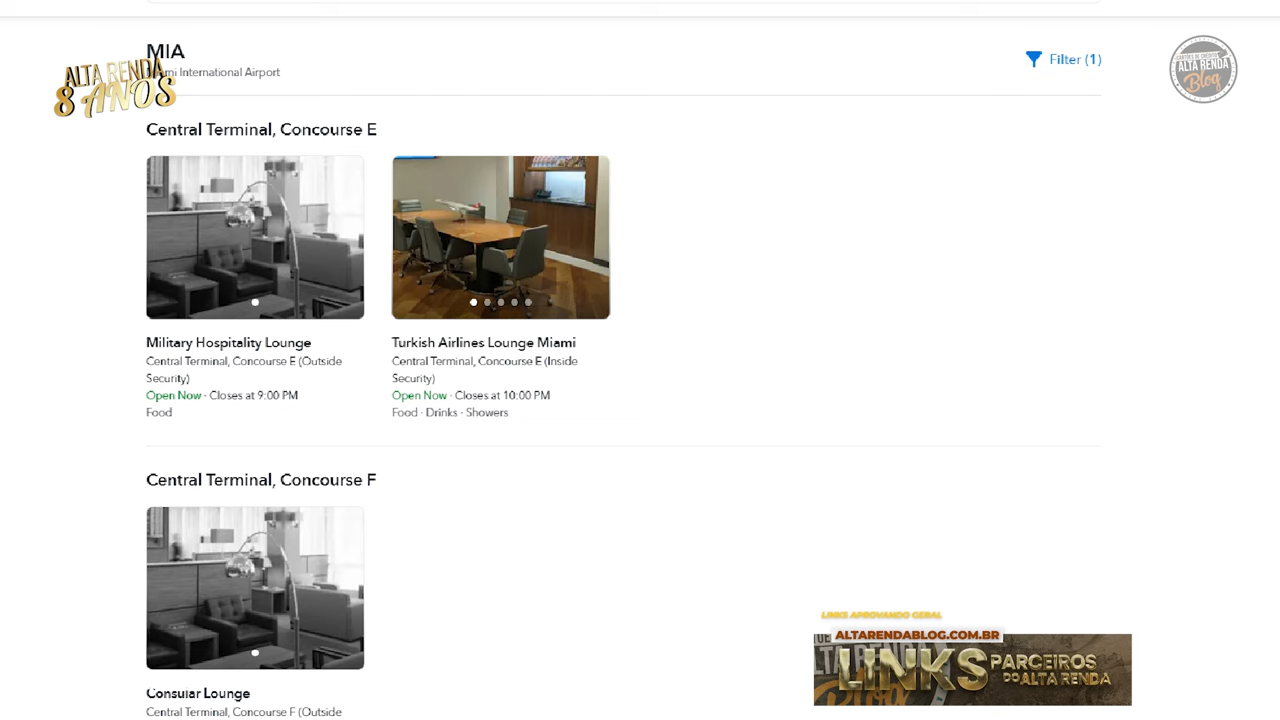 MIA
Filter (1)
Miami International Airport
ALTA RENDA
8 ANOS
CARTÕES DE CRÉDITO
ALTA RENDA
Blog
Central Terminal, Concourse E
Military Hospitality Lounge
Central Terminal, Concourse E (Outside
Security)
Open Now · Closes at 9:00 PM
Food
Turkish Airlines Lounge Miami
Central Terminal, Concourse E (Inside
Security)
Open Now · Closes at 10:00 PM
Food · Drinks · Showers
Central Terminal, Concourse F
Consular Lounge
Central Terminal, Concourse F (Outside
LINKS APROVANDO GERAL
ALTARENDABLOG.COM.BR
LINKS PARCEIROS
DO ALTA RENDA